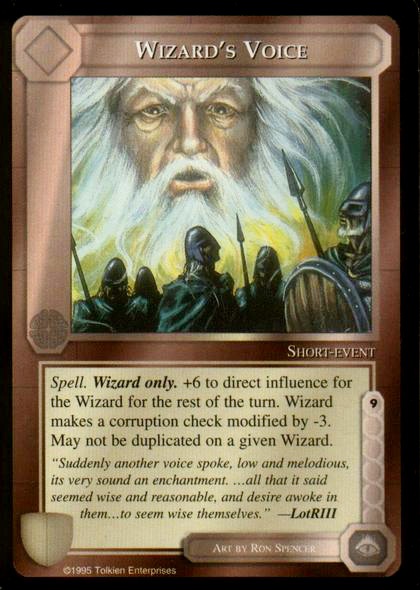 WIZARD'S VOICE
SHORT-EVENT
Spell. Wizard only. +6 to direct influence for
the Wizard for the rest of the turn. Wizard
makes a corruption check modified by -3.
May not be duplicated on a given Wizard.
9
“Suddenly another voice spoke, low and melodious,
its very sound an enchantment. ...all that it said
seemed wise and reasonable, and desire awoke in
them...to seem wise themselves.” —LotRIII
ART BY RON SPENCER
©1995 Tolkien Enterprises